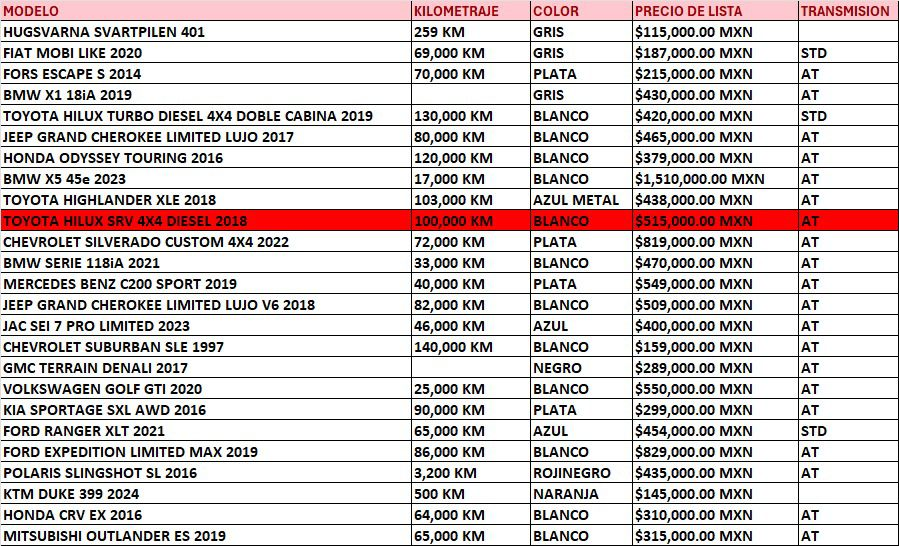 MODELO KILOMETRAJE COLOR PRECIO DE LISTA TRANSMISION
HUGSVARNA SVARTPILEN 401 259 KM GRIS $115,000.00 MXN
FIAT MOBI LIKE 2020 69,000 KM GRIS $187,000.00 MXN STD
FORS ESCAPE S 2014 70,000 KM PLATA $215,000.00 MXN AT
BMW X1 18iA 2019 GRIS $430,000.00 MXN AT
TOYOTA HILUX TURBO DIESEL 4X4 DOBLE CABINA 2019 130,000 KM BLANCO $420,000.00 MXN STD
JEEP GRAND CHEROKEE LIMITED LUJO 2017 80,000 KM BLANCO $465,000.00 MXN AT
HONDA ODYSSEY TOURING 2016 120,000 KM BLANCO $379,000.00 MXN AT
BMW X5 45e 2023 17,000 KM BLANCO $1,510,000.00 MXN AT
TOYOTA HIGHLANDER XLE 2018 103,000 KM AZUL METAL $438,000.00 MXN AT
TOYOTA HILUX SRV 4X4 DIESEL 2018 100,000 KM BLANCO $515,000.00 MXN AT
CHEVROLET SILVERADO CUSTOM 4X4 2022 72,000 KM PLATA $819,000.00 MXN AT
BMW SERIE 118iA 2021 33,000 KM BLANCO $470,000.00 MXN AT
MERCEDES BENZ C200 SPORT 2019 40,000 KM PLATA $549,000.00 MXN AT
JEEP GRAND CHEROKEE LIMITED LUJO V6 2018 82,000 KM BLANCO $509,000.00 MXN AT
JAC SEI 7 PRO LIMITED 2023 46,000 KM AZUL $400,000.00 MXN AT
CHEVROLET SUBURBAN SLE 1997 140,000 KM BLANCO $159,000.00 MXN AT
GMC TERRAIN DENALI 2017 NEGRO $289,000.00 MXN AT
VOLKSWAGEN GOLF GTI 2020 25,000 KM BLANCO $550,000.00 MXN AT
KIA SPORTAGE SXL AWD 2016 90,000 KM PLATA $299,000.00 MXN AT
FORD RANGER XLT 2021 65,000 KM AZUL $454,000.00 MXN STD
FORD EXPEDITION LIMITED MAX 2019 86,000 KM BLANCO $829,000.00 MXN AT
POLARIS SLINGSHOT SL 2016 3,200 KM ROJINEGRO $435,000.00 MXN AT
KTM DUKE 399 2024 500 KM NARANJA $145,000.00 MXN
HONDA CRV EX 2016 64,000 KM BLANCO $310,000.00 MXN AT
MITSUBISHI OUTLANDER ES 2019 65,000 KM BLANCO $315,000.00 MXN AT